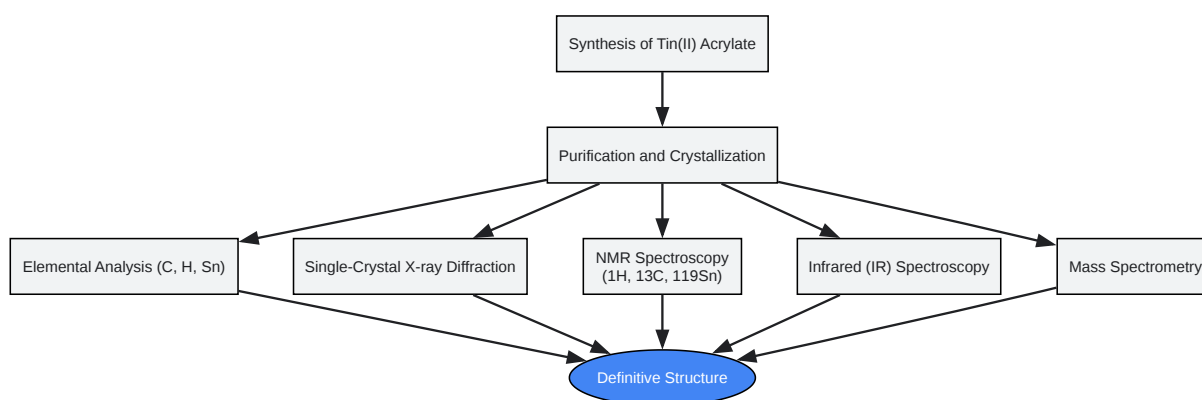 Synthesis of Tin(II) Acrylate
Purification and Crystallization
Elemental Analysis (C, H, Sn)
Single-Crystal X-ray Diffraction
NMR Spectroscopy
(1H, 13C, 119Sn)
Infrared (IR) Spectroscopy
Mass Spectrometry
Definitive Structure